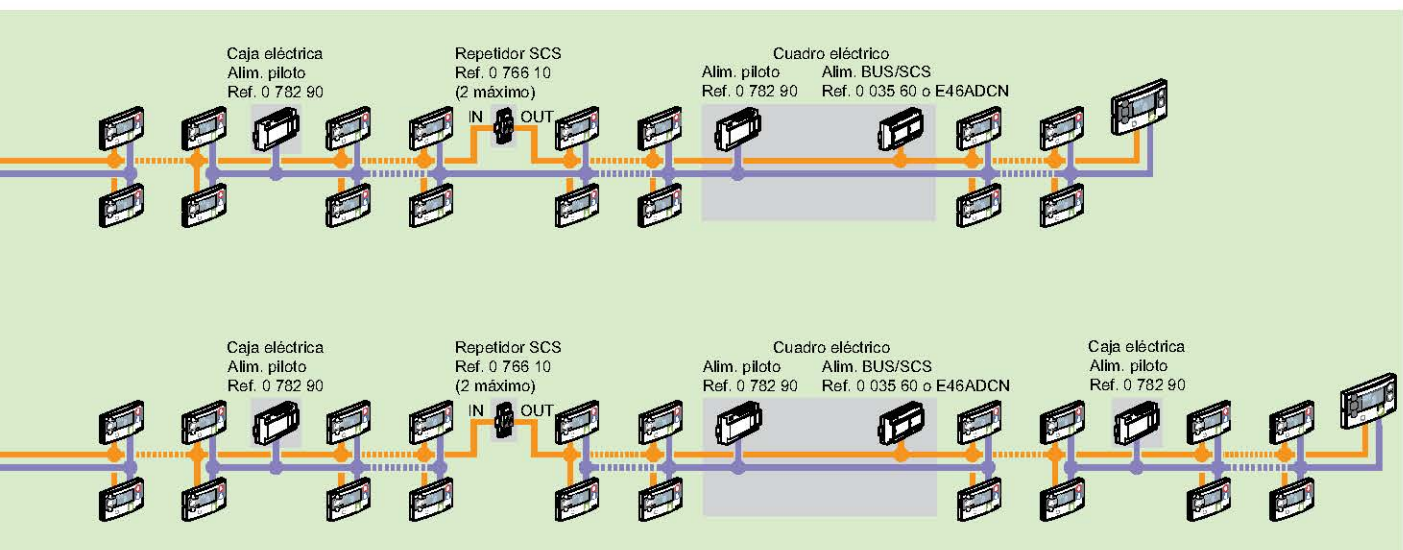 Caja eléctrica
Alim. piloto
Ref. 0 782 90
Repetidor SCS
Ref. 0 766 10
(2 máximo)
IN OUT
Cuadro eléctrico
Alim. piloto
Ref. 0 782 90
Alim. BUS/SCS
Ref. 0 035 60 o E46ADCN
Caja eléctrica
Alim. piloto
Ref. 0 782 90
Repetidor SCS
Ref. 0 766 10
(2 máximo)
IN OUT
Cuadro eléctrico
Alim. piloto
Ref. 0 782 90
Alim. BUS/SCS
Ref. 0 035 60 o E46ADCN
Caja eléctrica
Alim. piloto
Ref. 0 782 90